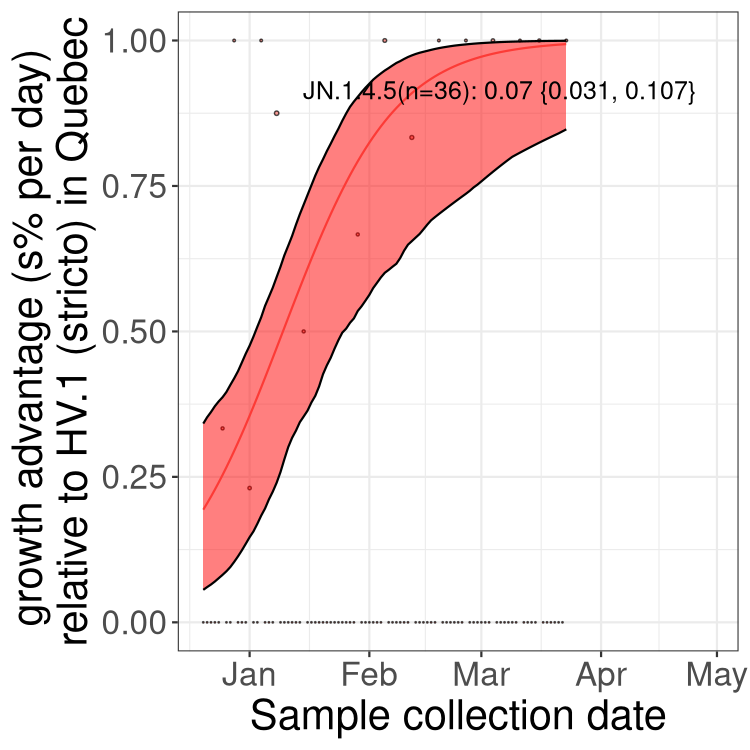 growth advantage (s% per day)
relative to HV.1 (stricto) in Quebec
1.00
0.75
0.50
0.25
0.00
JN.1.4.5(n=36): 0.07 {0.031, 0.107}
Jan Feb Mar Apr May
Sample collection date